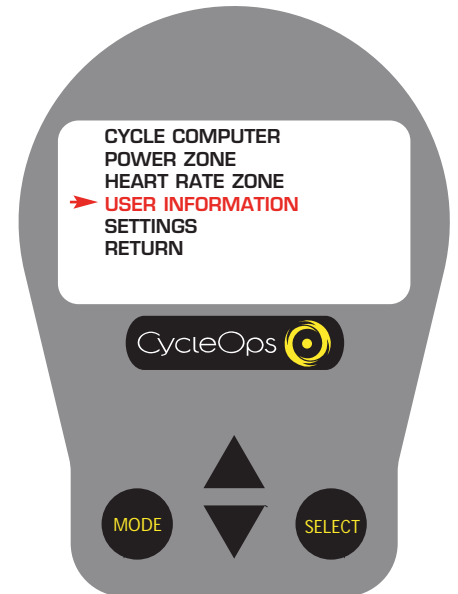 CYCLE COMPUTER
POWER ZONE
HEART RATE ZONE
USER INFORMATION
SETTINGS
RETURN
CycleOps
MODE
SELECT